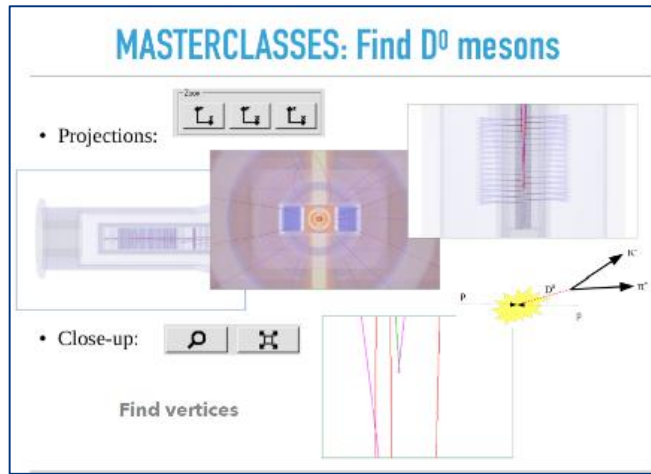 MASTERCLASSES: Find D⁰ mesons
Zoom
• Projections:
K⁻
D⁰
π⁺
P
p
• Close-up:
Find vertices